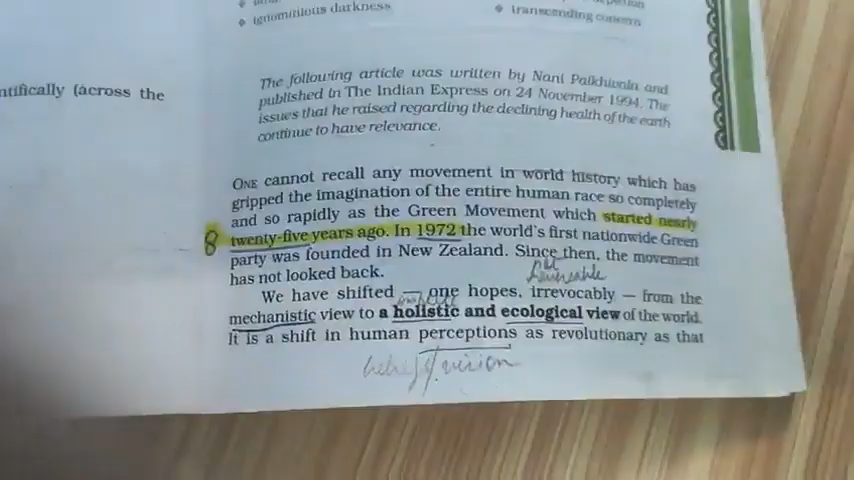 ignominious darkness
transcending concern
ntifically (across the
The following article was written by Nani Palkhivala and
published in The Indian Express on 24 November 1994. The
issues that he raised regarding the declining health of the earth
continue to have relevance.
ONE cannot recall any movement in world history which has
gripped the imagination of the entire human race so completely
and so rapidly as the Green Movement which started nearly
8 twenty-five years ago. In 1972 the world's first nationwide Green
party was founded in New Zealand. Since then, the movement
has not looked back.
We have shifted — one hopes, irrevocably — from the
mechanistic view to a holistic and ecological view of the world.
It is a shift in human perceptions as revolutionary as that
vision